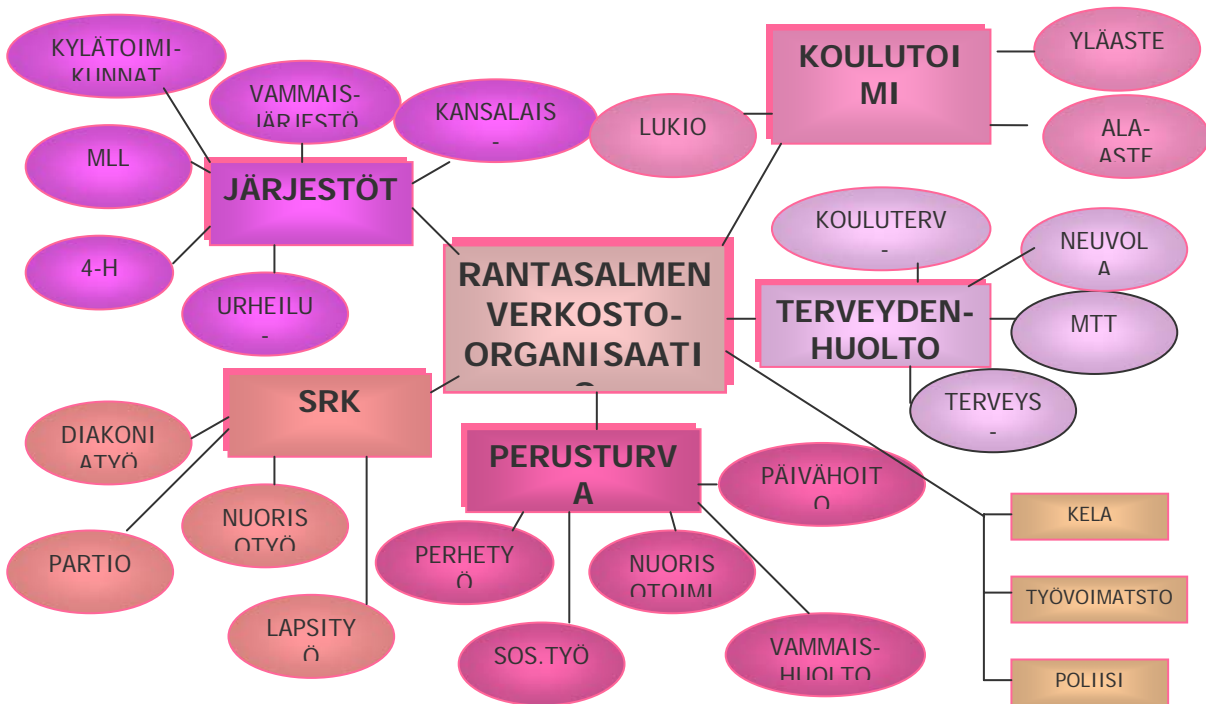 KYLÄTOIMI-
KUNNAT
VAMMAIS-
JÄRJESTÖ
KANSALAIS
-
MLL
JÄRJESTÖT
4-H
URHEILU
-
KOULUTOI
MI
YLÄASTE
LUKIO
ALA-
ASTE
KOULUTERV
-
NEUVOL
A
TERVEYDEN-
HUOLTO
MTT
TERVEYS
-
RANTASALMEN
VERKOSTO-
ORGANISAATI
O
SRK
DIAKONI
ATYÖ
NUORIS
OTYÖ
PARTIO
LAPSITY
Ö
PERUSTURV
A
PÄIVÄHOIT
O
PERHETY
Ö
NUORIS
OTOIMI
SOS.TYÖ
VAMMAIS-
HUOLTO
KELA
TYÖVOIMATSTO
POLIISI